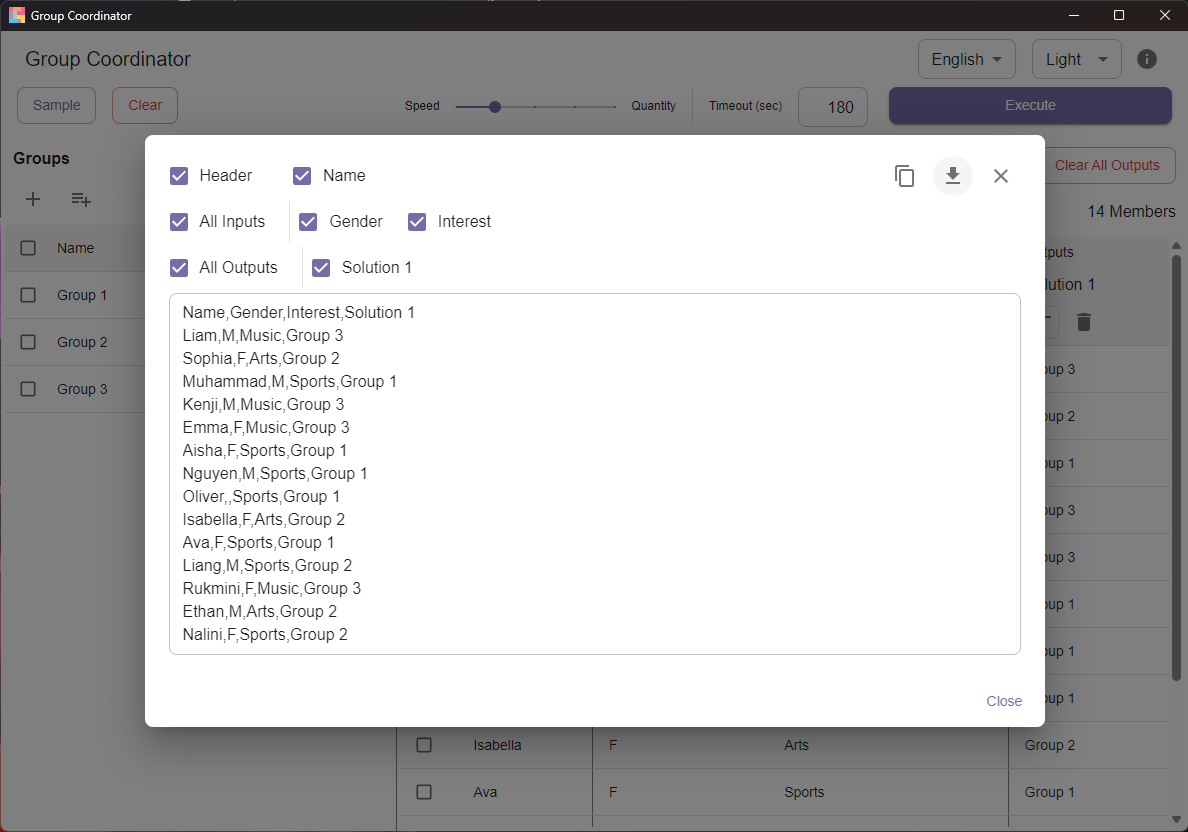 Group Coordinator
Group Coordinator
English
Light
Sample
Clear
Speed
Quantity
Timeout (sec)
180
Execute
Groups
Clear All Outputs
14 Members
Name
Group 1
Group 2
Group 3
Header
Name
All Inputs
Gender
Interest
All Outputs
Solution 1
Name,Gender,Interest,Solution 1
Liam,M,Music,Group 3
Sophia,F,Arts,Group 2
Muhammad,M,Sports,Group 1
Kenji,M,Music,Group 3
Emma,F,Music,Group 3
Aisha,F,Sports,Group 1
Nguyen,M,Sports,Group 1
Oliver,,Sports,Group 1
Isabella,F,Arts,Group 2
Ava,F,Sports,Group 1
Liang,M,Sports,Group 2
Rukmini,F,Music,Group 3
Ethan,M,Arts,Group 2
Nalini,F,Sports,Group 2
Close
tputs
lution 1
oup 3
oup 2
oup 1
oup 3
oup 3
oup 1
oup 1
oup 1
Isabella F Arts Group 2
Ava F Sports Group 1